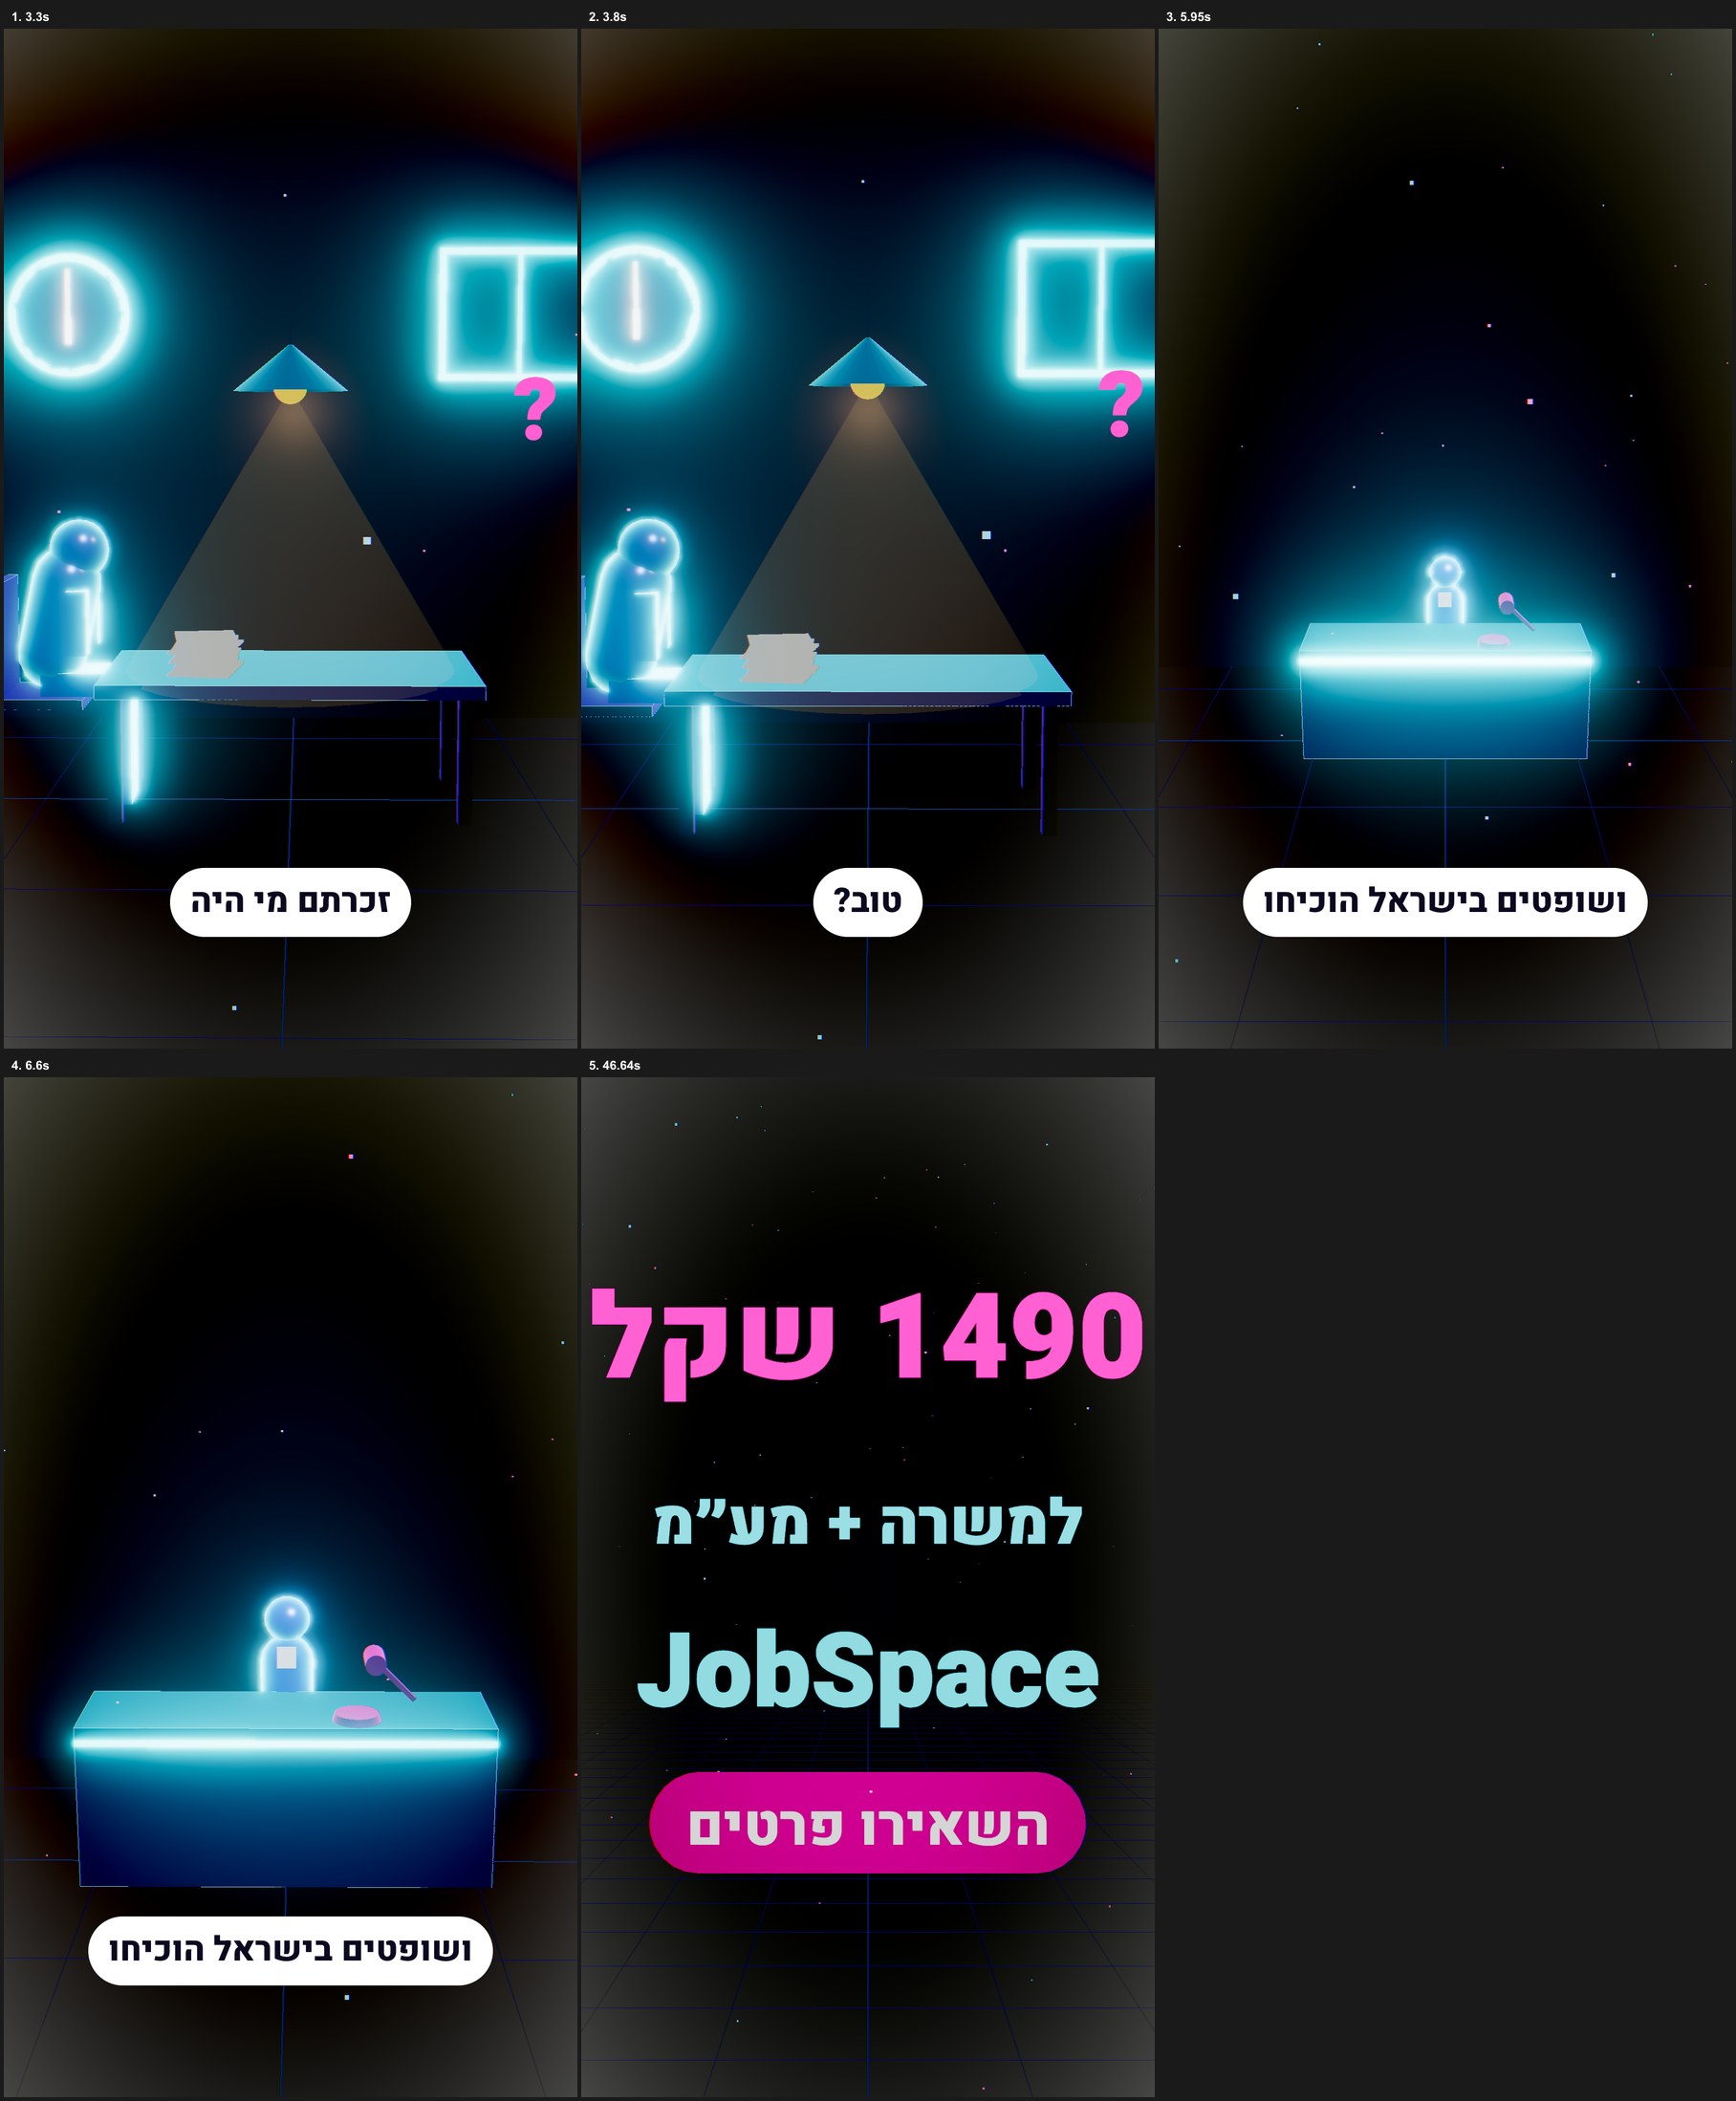 1. 3.3s
?
זכרתם מי היה
2. 3.8s
?
טוב?
3. 5.95s
ושופטים בישראל הוכיחו
4. 6.6s
ושופטים בישראל הוכיחו
5. 46.64s
1490 שקל
למשרה + מע״מ
JobSpace
השאירו פרטים